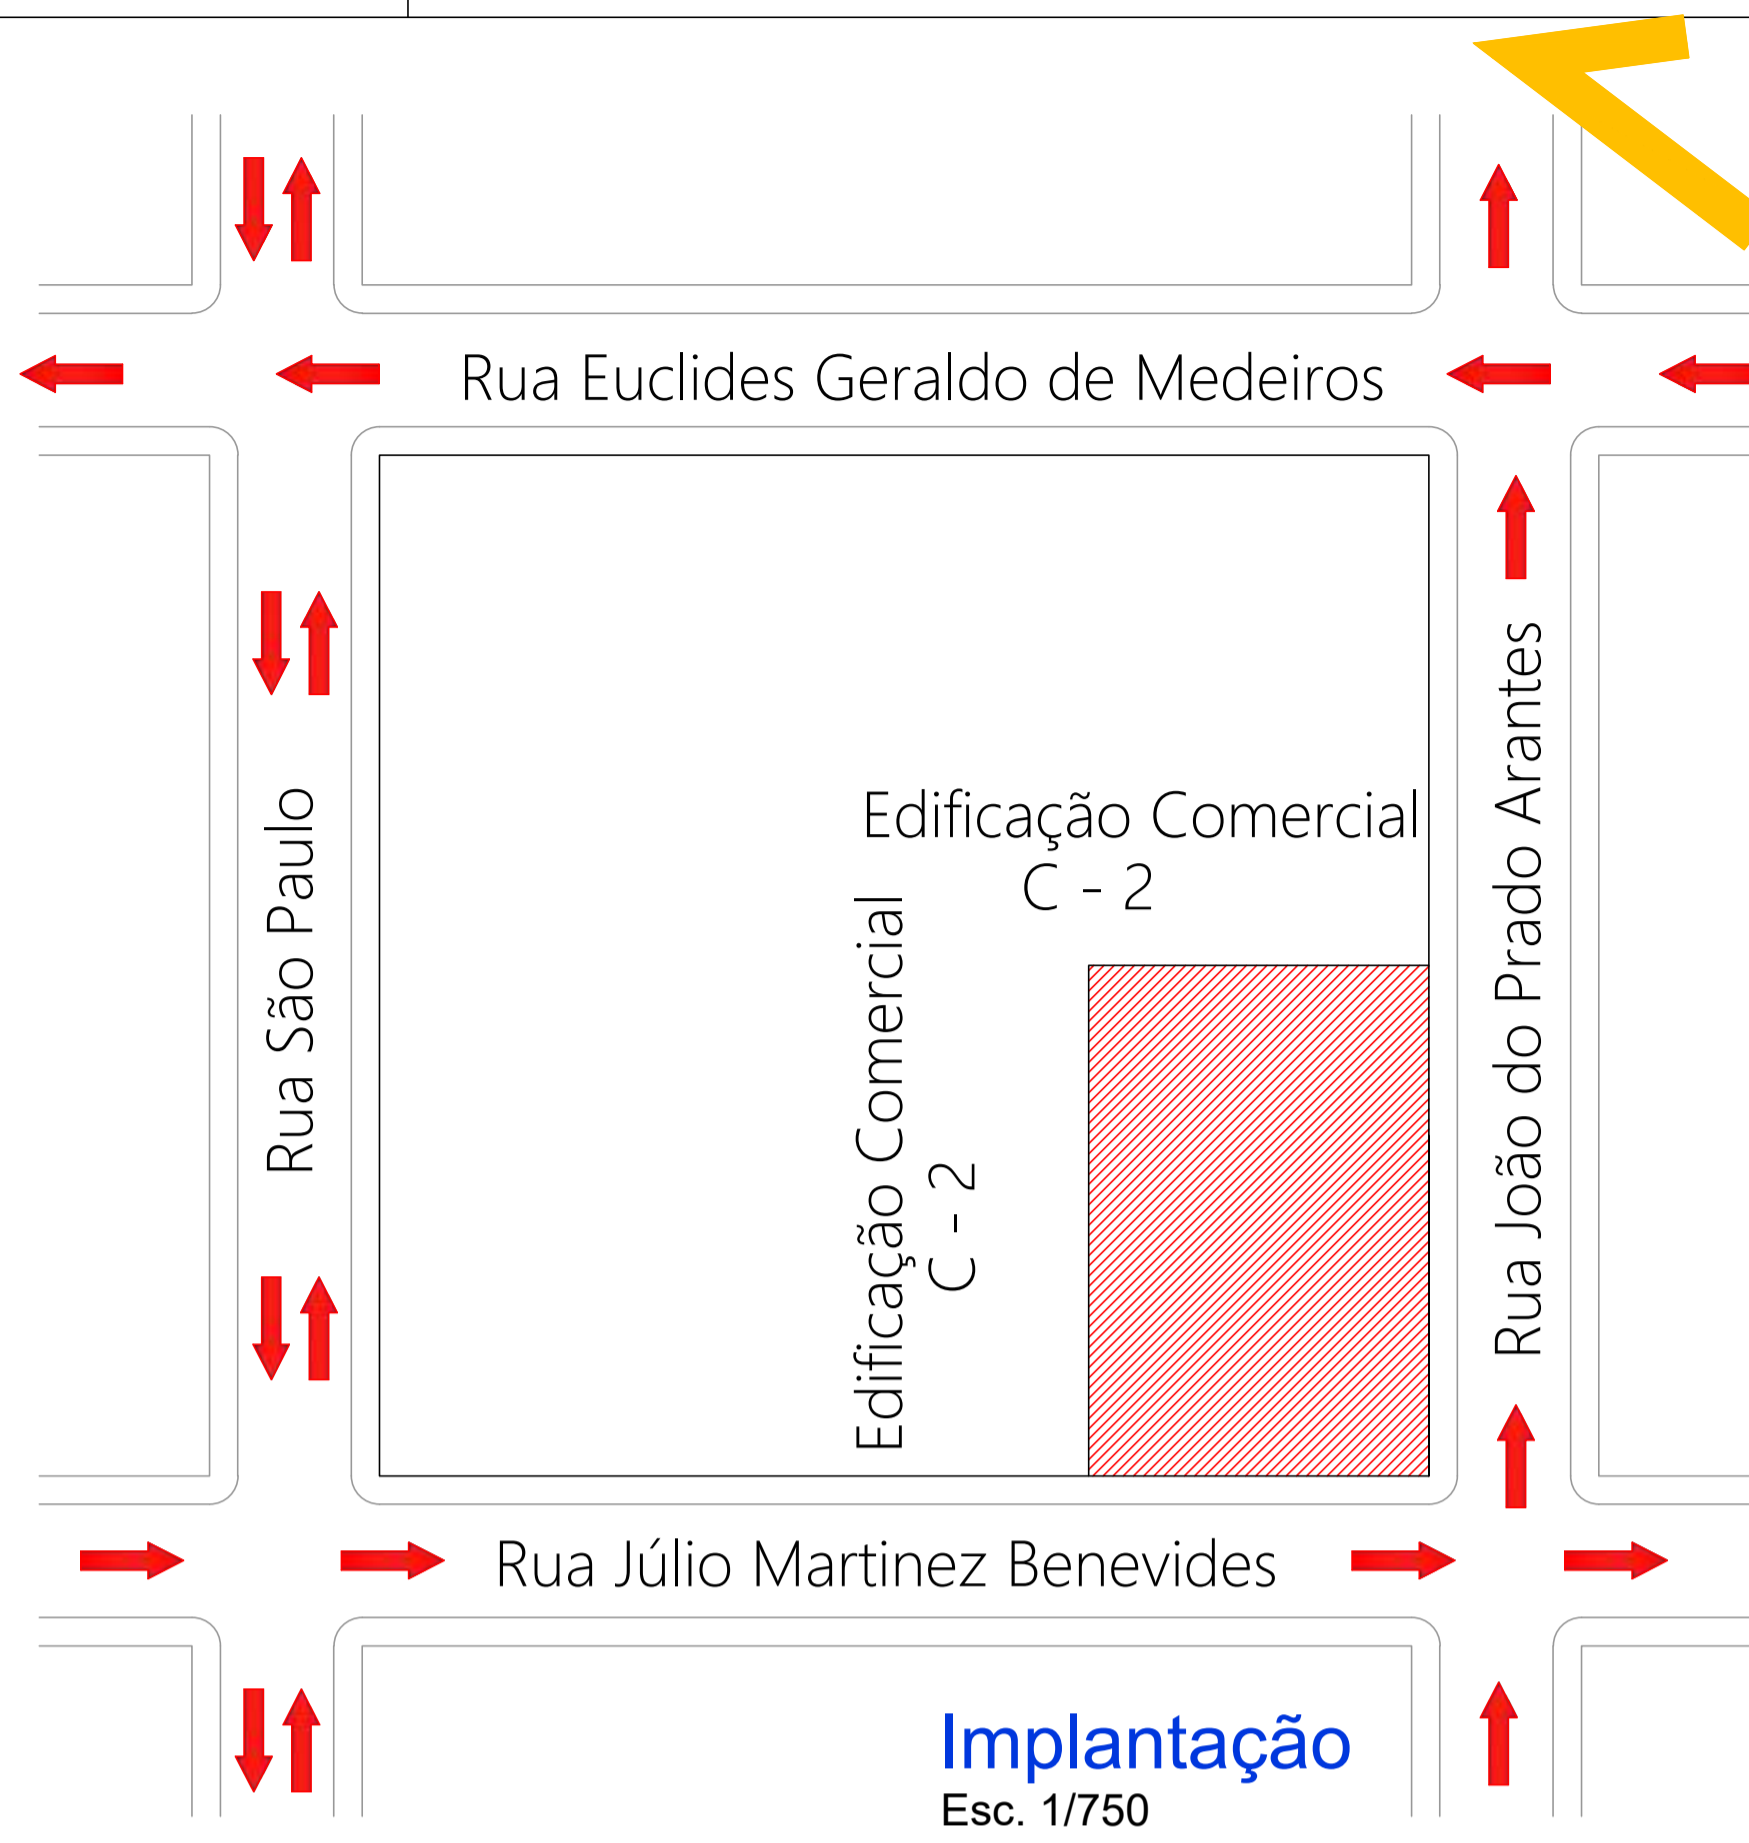 Rua Euclides Geraldo de Medeiros
Rua São Paulo
Edificação Comercial
C - 2
Edificação Comercial
C - 2
Rua João do Prado Arantes
Rua Júlio Martinez Benevides
Implantação
Esc. 1/750